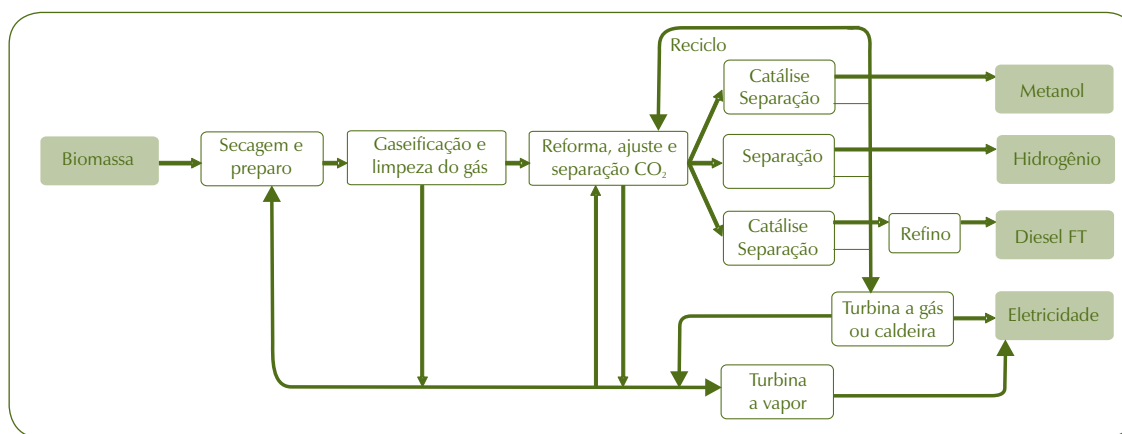 Reciclo
Catálise
Separação
Metanol
Biomassa
Secagem e
preparo
Gaseificação e
limpeza do gás
Reforma, ajuste e
separação CO₂
Separação
Hidrogênio
Catálise
Separação
Refino
Diesel FT
Turbina a gás
ou caldeira
Eletricidade
Turbina
a vapor